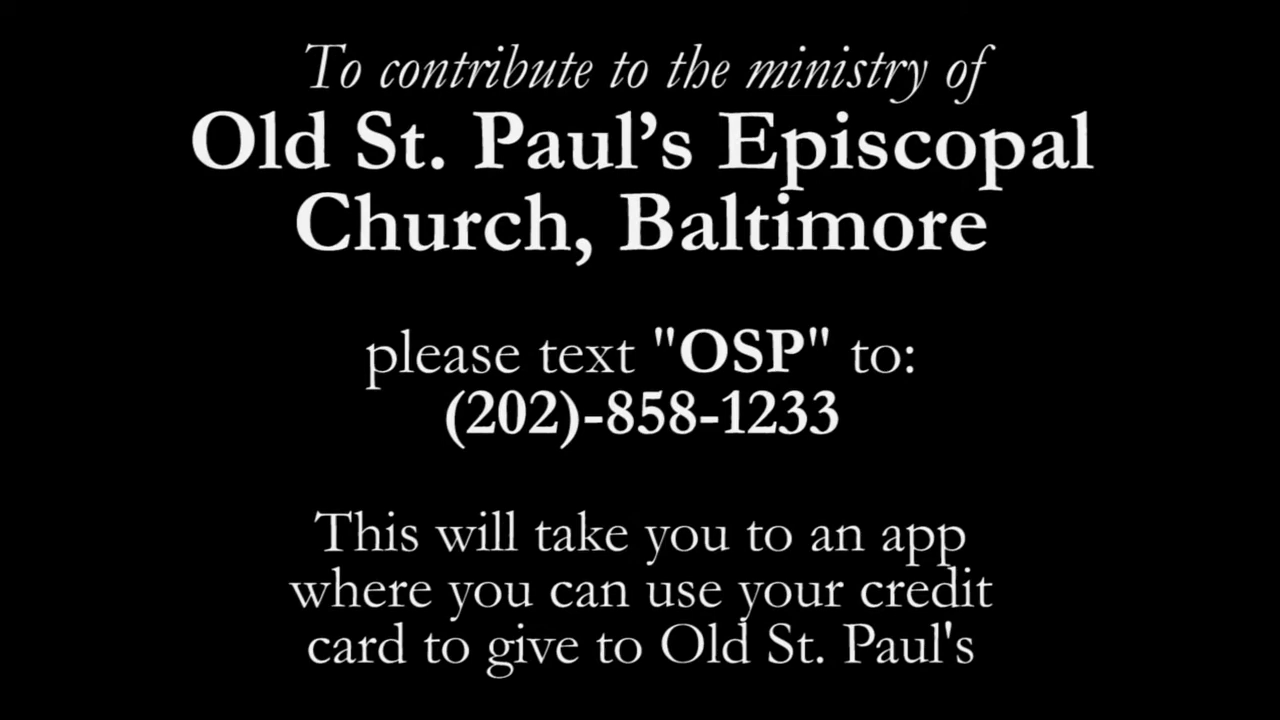 To contribute to the ministry of
Old St. Paul’s Episcopal
Church, Baltimore
please text "OSP" to:
(202)-858-1233
This will take you to an app
where you can use your credit
card to give to Old St. Paul's